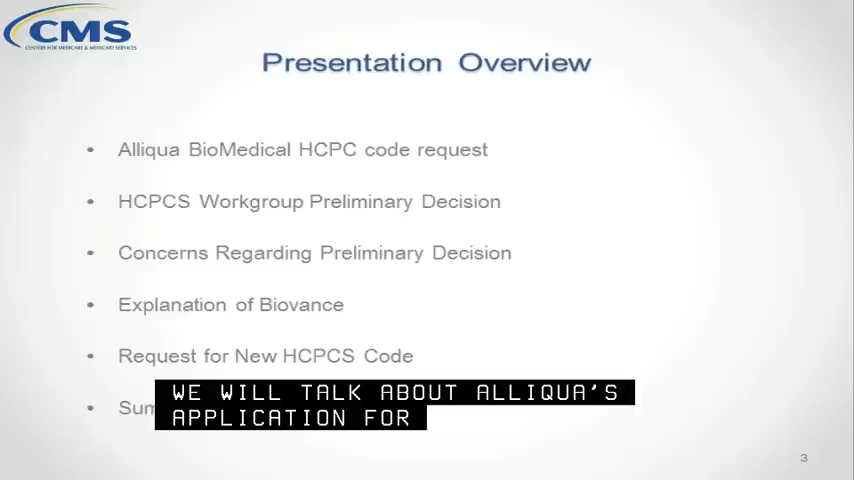 CMS
CENTERS FOR MEDICARE & MEDICAID SERVICES
Presentation Overview
• Alliqua BioMedical HCPC code request
• HCPCS Workgroup Preliminary Decision
• Concerns Regarding Preliminary Decision
• Explanation of Biovance
• Request for New HCPCS Code
•
WE WILL TALK ABOUT ALLIQUA'S
APPLICATION FOR
3